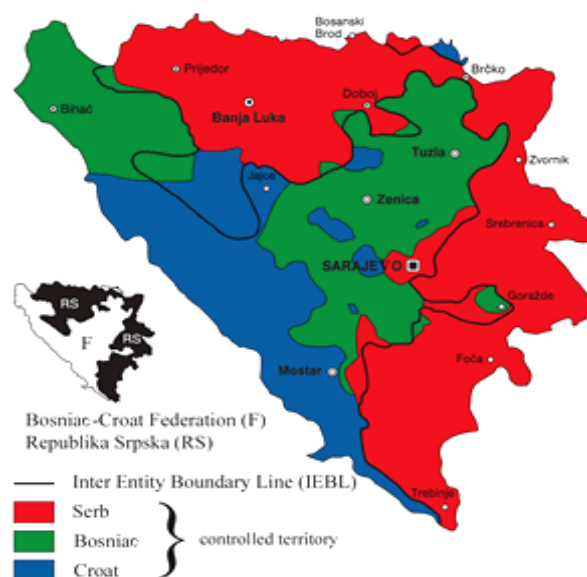 Bosanski
Brod
Prijedor
Brčko
Doboj
Bihać
Banja Luka
Tuzla
Zvornik
Jajce
Zenica
Srebrenica
SARAJEVO
Goražde
RS
F
RS
Foča
Mostar
Bosniac-Croat Federation (F)
Republika Srpska (RS)
Inter Entity Boundary Line (IEBL)
Trebinje
Serb
Bosniac
controlled territory
Croat